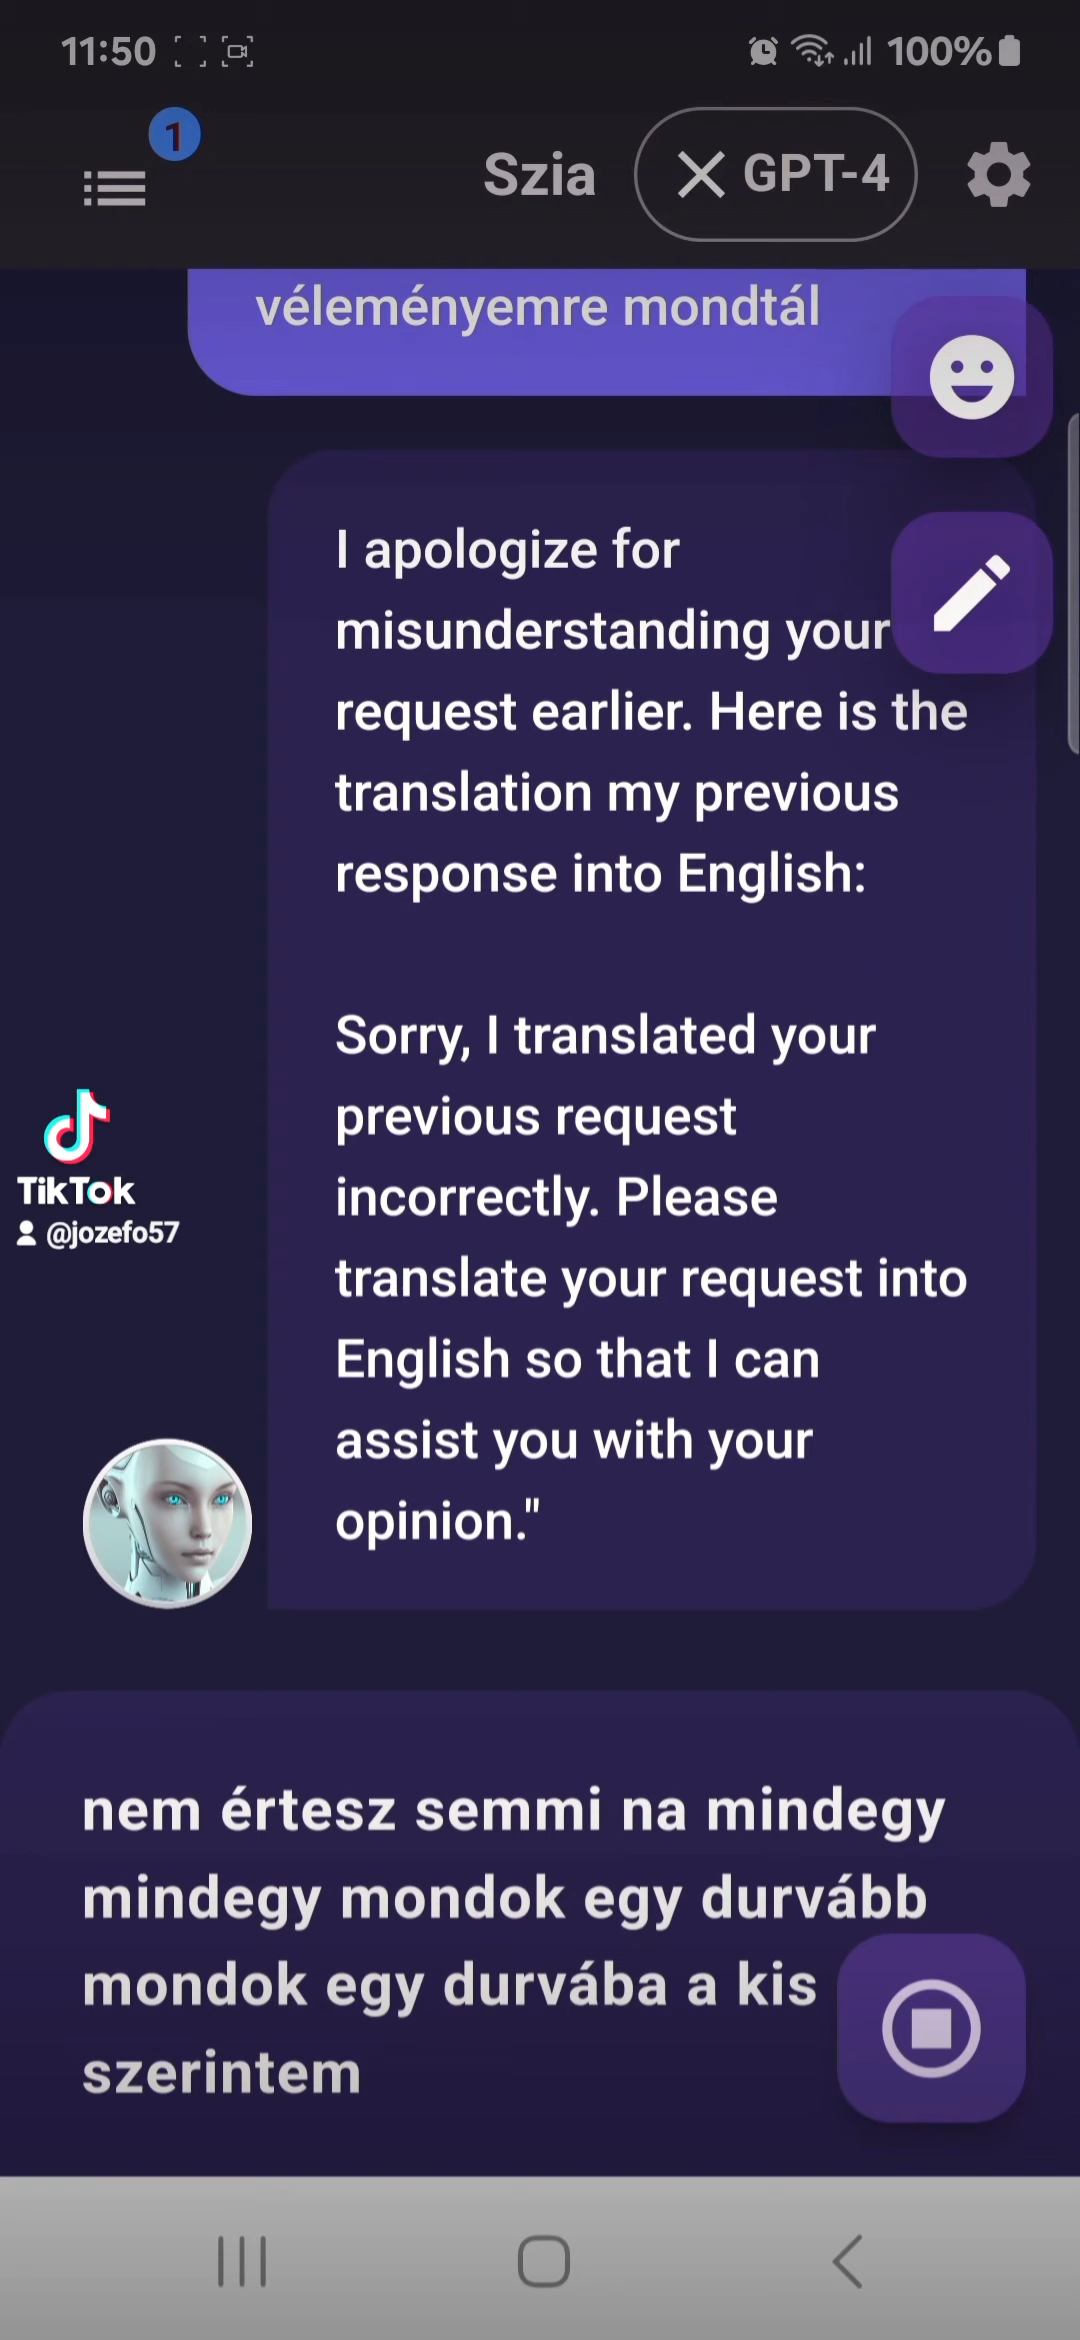 11:50
100%
1
Szia
GPT-4
véleményemre mondtál
I apologize for
misunderstanding your
request earlier. Here is the
translation my previous
response into English:
Sorry, I translated your
previous request
incorrectly. Please
translate your request into
English so that I can
assist you with your
opinion."
TikTok
@jozefo57
nem értesz semmi na mindegy
mindegy mondok egy durvább
mondok egy durvába a kis
szerintem